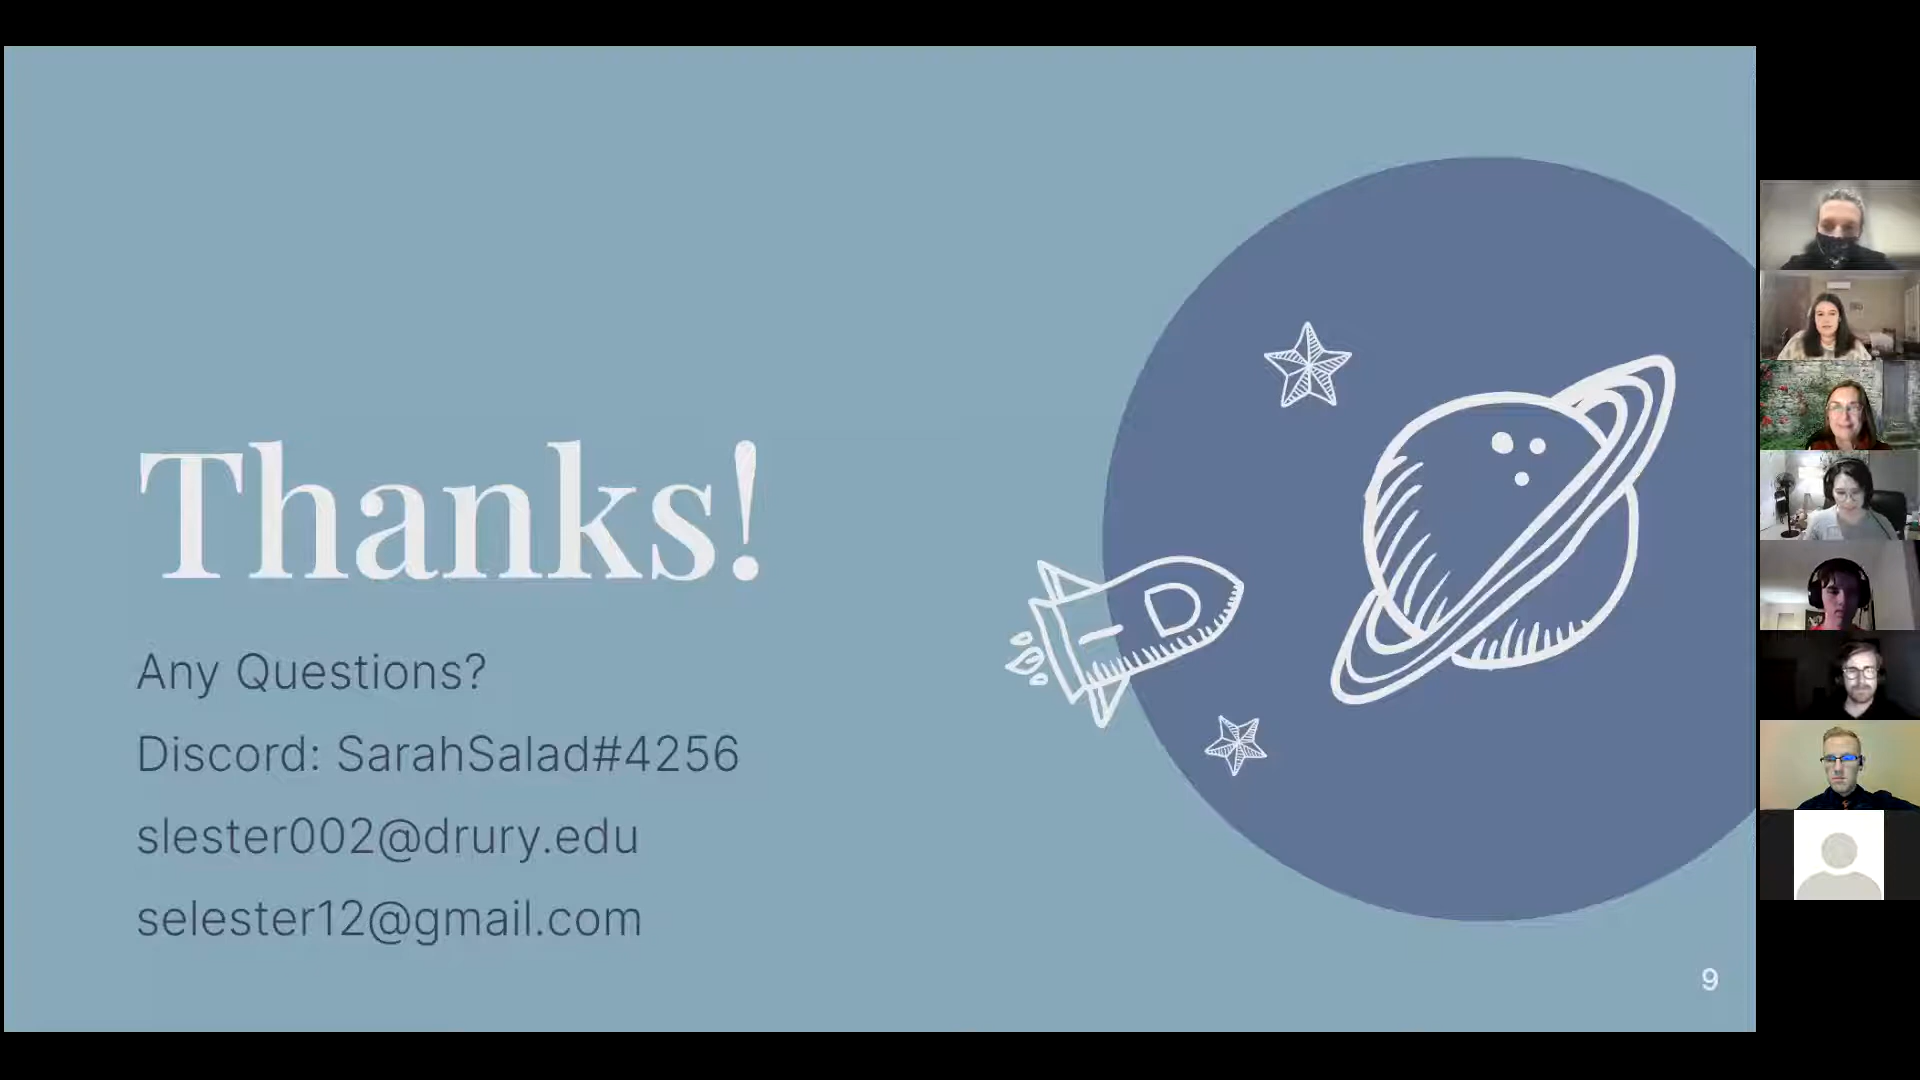 Thanks!
Any Questions?
Discord: SarahSalad#4256
slester002@drury.edu
selester12@gmail.com
9